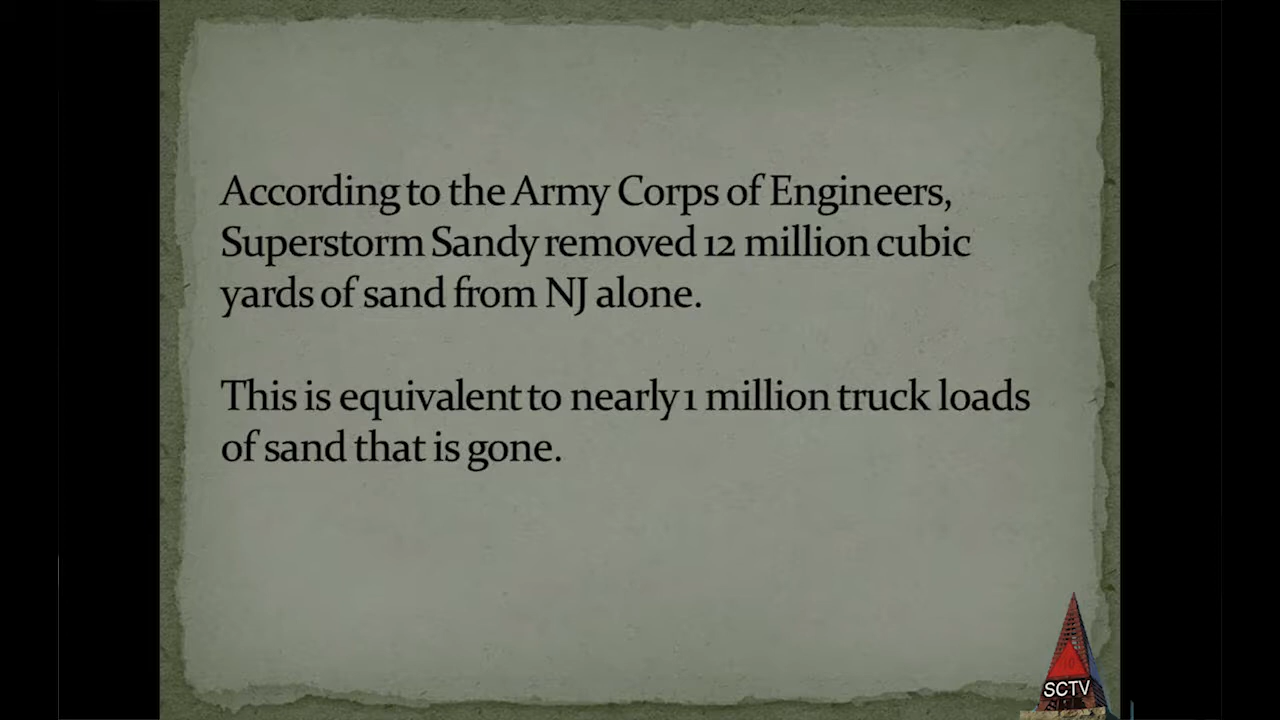 According to the Army Corps of Engineers,
Superstorm Sandy removed 12 million cubic
yards of sand from NJ alone.
This is equivalent to nearly 1 million truck loads
of sand that is gone.
SCTV